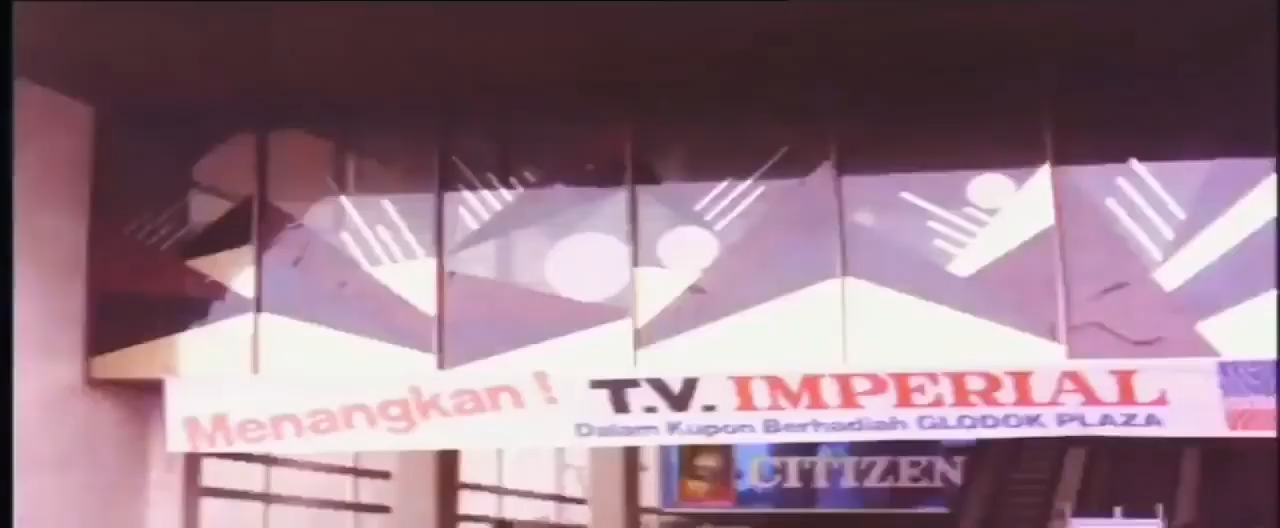 Menangkan ! T.V. IMPERIAL
Dalam Kupon Berhadiah GLODOK PLAZA
CITIZEN